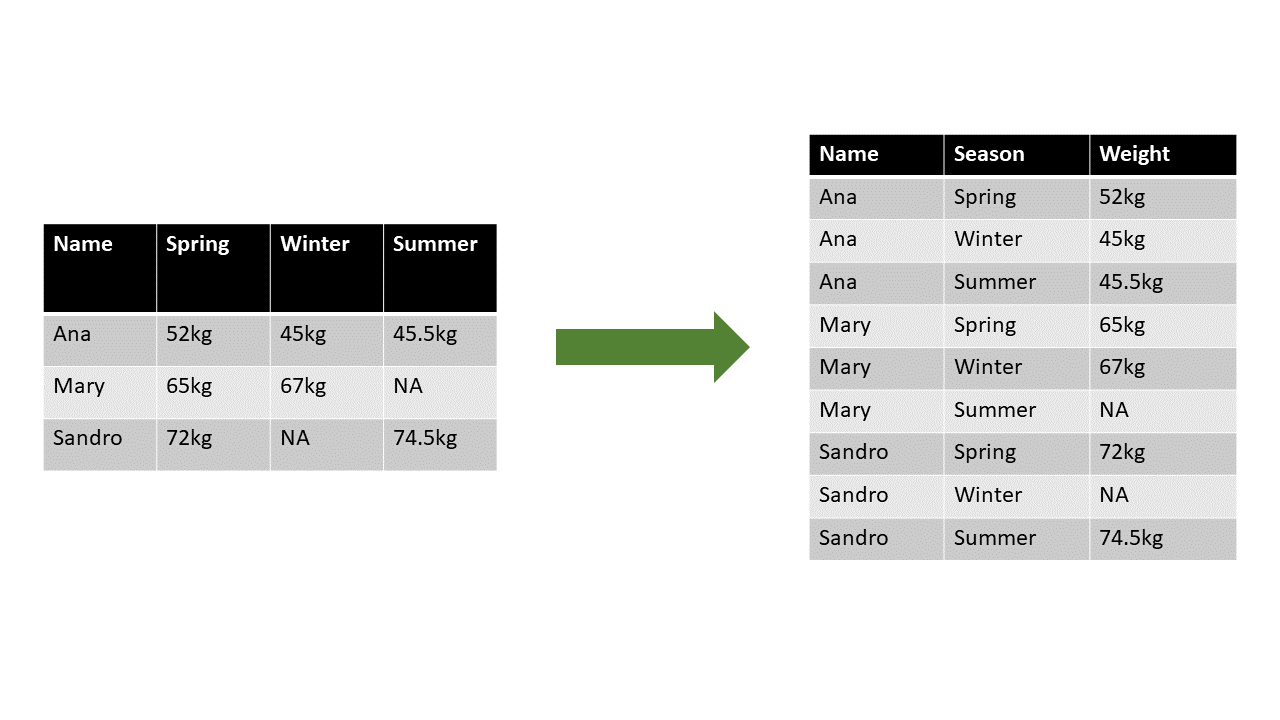 Name Spring Winter Summer
Ana 52kg 45kg 45.5kg
Mary 65kg 67kg NA
Sandro 72kg NA 74.5kg
Name Season Weight
Ana Spring 52kg
Ana Winter 45kg
Ana Summer 45.5kg
Mary Spring 65kg
Mary Winter 67kg
Mary Summer NA
Sandro Spring 72kg
Sandro Winter NA
Sandro Summer 74.5kg